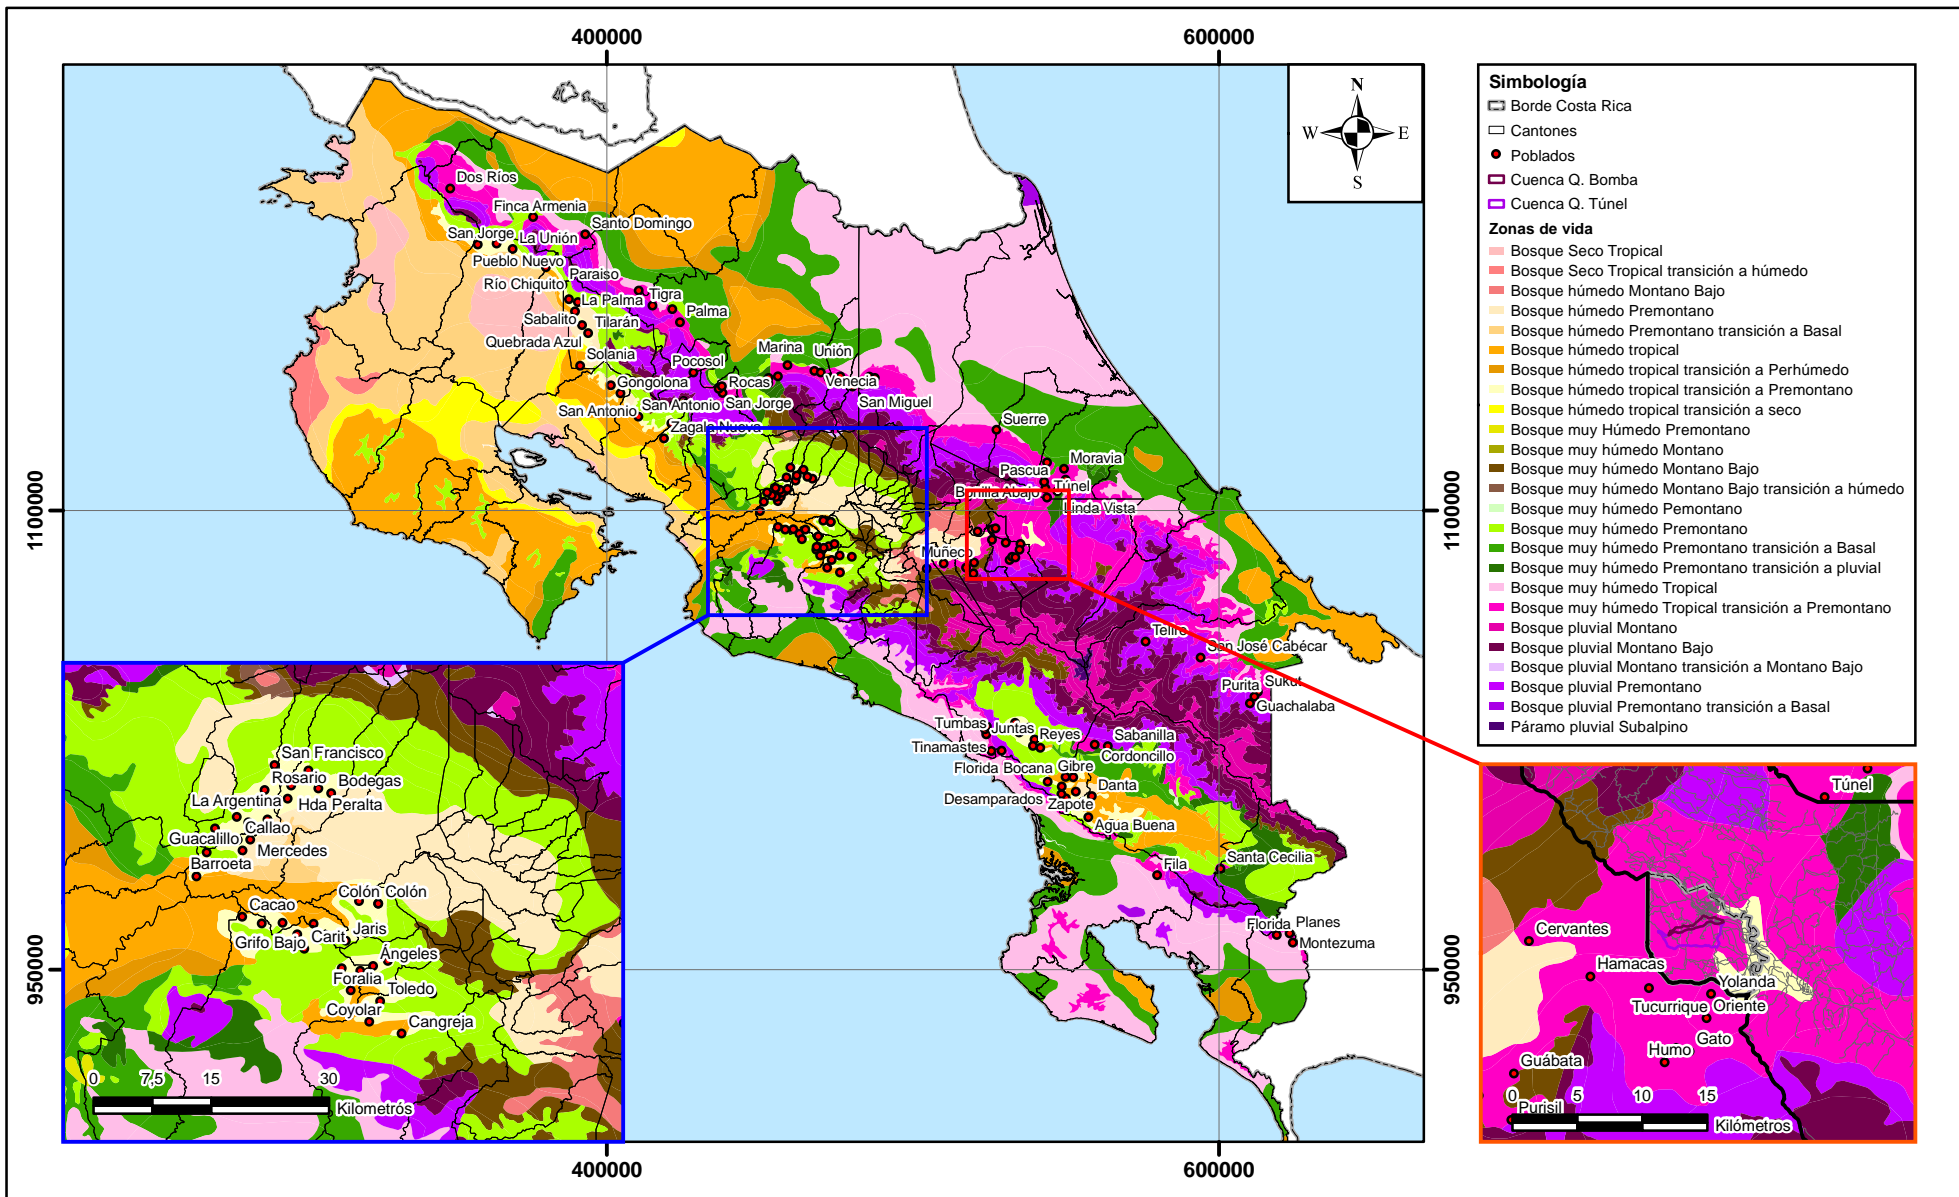 400000
600000
N
W
E
S
1100000
1100000
950000
950000
400000
600000
Dos Ríos
Finca Armenia
Santo Domingo
San Jorge
La Unión
Pueblo Nuevo
Paraiso
Río Chiquito
La Palma
Tigra
Sabalito
Tilarán
Palma
Quebrada Azul
Solania
Marina
Unión
Pocosol
Gongolona
Rocas
Venecia
San Antonio
San Antonio
San Jorge
San Miguel
Zagala Nueva
Suerre
Pascua
Moravia
Túnel
Bonilla Abajo
Linda Vista
Muñeco
Telire
San José Cabécar
Purita
Sukut
Guachalaba
Tumbas
Juntas
Reyes
Sabanilla
Tinamastes
Cordoncillo
Florida
Bocana
Gibre
Desamparados
Zapote
Danta
Agua Buena
Fila
Santa Cecilia
Florida
Planes
Montezuma
Simbología
Borde Costa Rica
Cantones
Poblados
Cuenca Q. Bomba
Cuenca Q. Túnel
Zonas de vida
Bosque Seco Tropical
Bosque Seco Tropical transición a húmedo
Bosque húmedo Montano Bajo
Bosque húmedo Premontano
Bosque húmedo Premontano transición a Basal
Bosque húmedo tropical
Bosque húmedo tropical transición a Perhúmedo
Bosque húmedo tropical transición a Premontano
Bosque húmedo tropical transición a seco
Bosque muy Húmedo Premontano
Bosque muy húmedo Montano
Bosque muy húmedo Montano Bajo
Bosque muy húmedo Montano Bajo transición a húmedo
Bosque muy húmedo Pemontano
Bosque muy húmedo Premontano
Bosque muy húmedo Premontano transición a Basal
Bosque muy húmedo Premontano transición a pluvial
Bosque muy húmedo Tropical
Bosque muy húmedo Tropical transición a Premontano
Bosque pluvial Montano
Bosque pluvial Montano Bajo
Bosque pluvial Montano transición a Montano Bajo
Bosque pluvial Premontano
Bosque pluvial Premontano transición a Basal
Páramo pluvial Subalpino
San Francisco
Rosario
Bodegas
La Argentina
Hda Peralta
Callao
Guacalillo
Mercedes
Barroeta
Colón
Colón
Cacao
Jaris
Carit
Grifo Bajo
Ángeles
Foralia
Toledo
Coyolar
Cangreja
0
7,5
15
30
Kilometrós
Túnel
Cervantes
Hamacas
Yolanda
Tucurrique
Oriente
Gato
Humo
Guábata
Purisil
0
5
10
15
Kilómetros